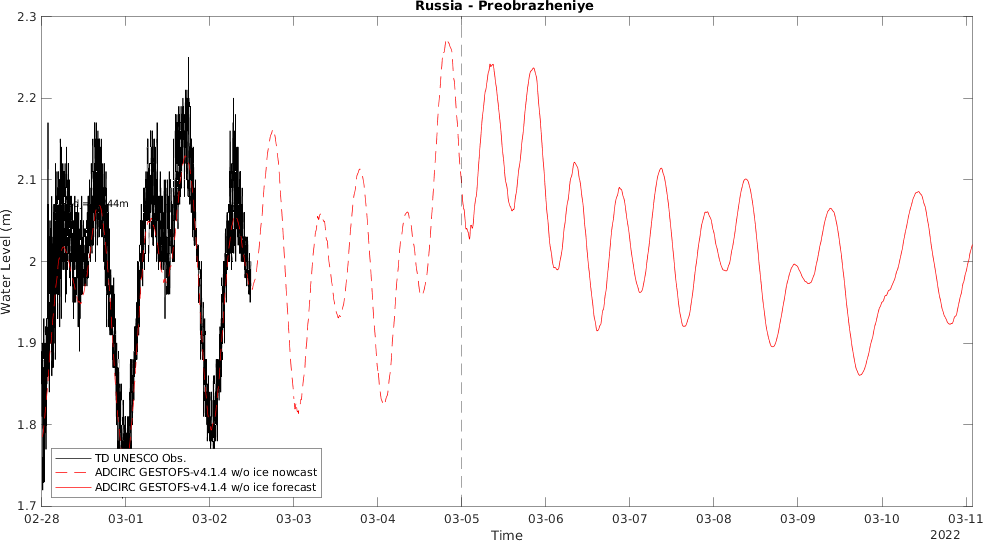 Russia - Preobrazheniye
Water Level (m)
2.3
2.2
2.1
2
1.9
1.8
1.7
44m
TD UNESCO Obs.
ADCIRC GESTOFS-v4.1.4 w/o ice nowcast
ADCIRC GESTOFS-v4.1.4 w/o ice forecast
02-28 03-01 03-02 03-03 03-04 03-05 03-06 03-07 03-08 03-09 03-10 03-11
Time
2022